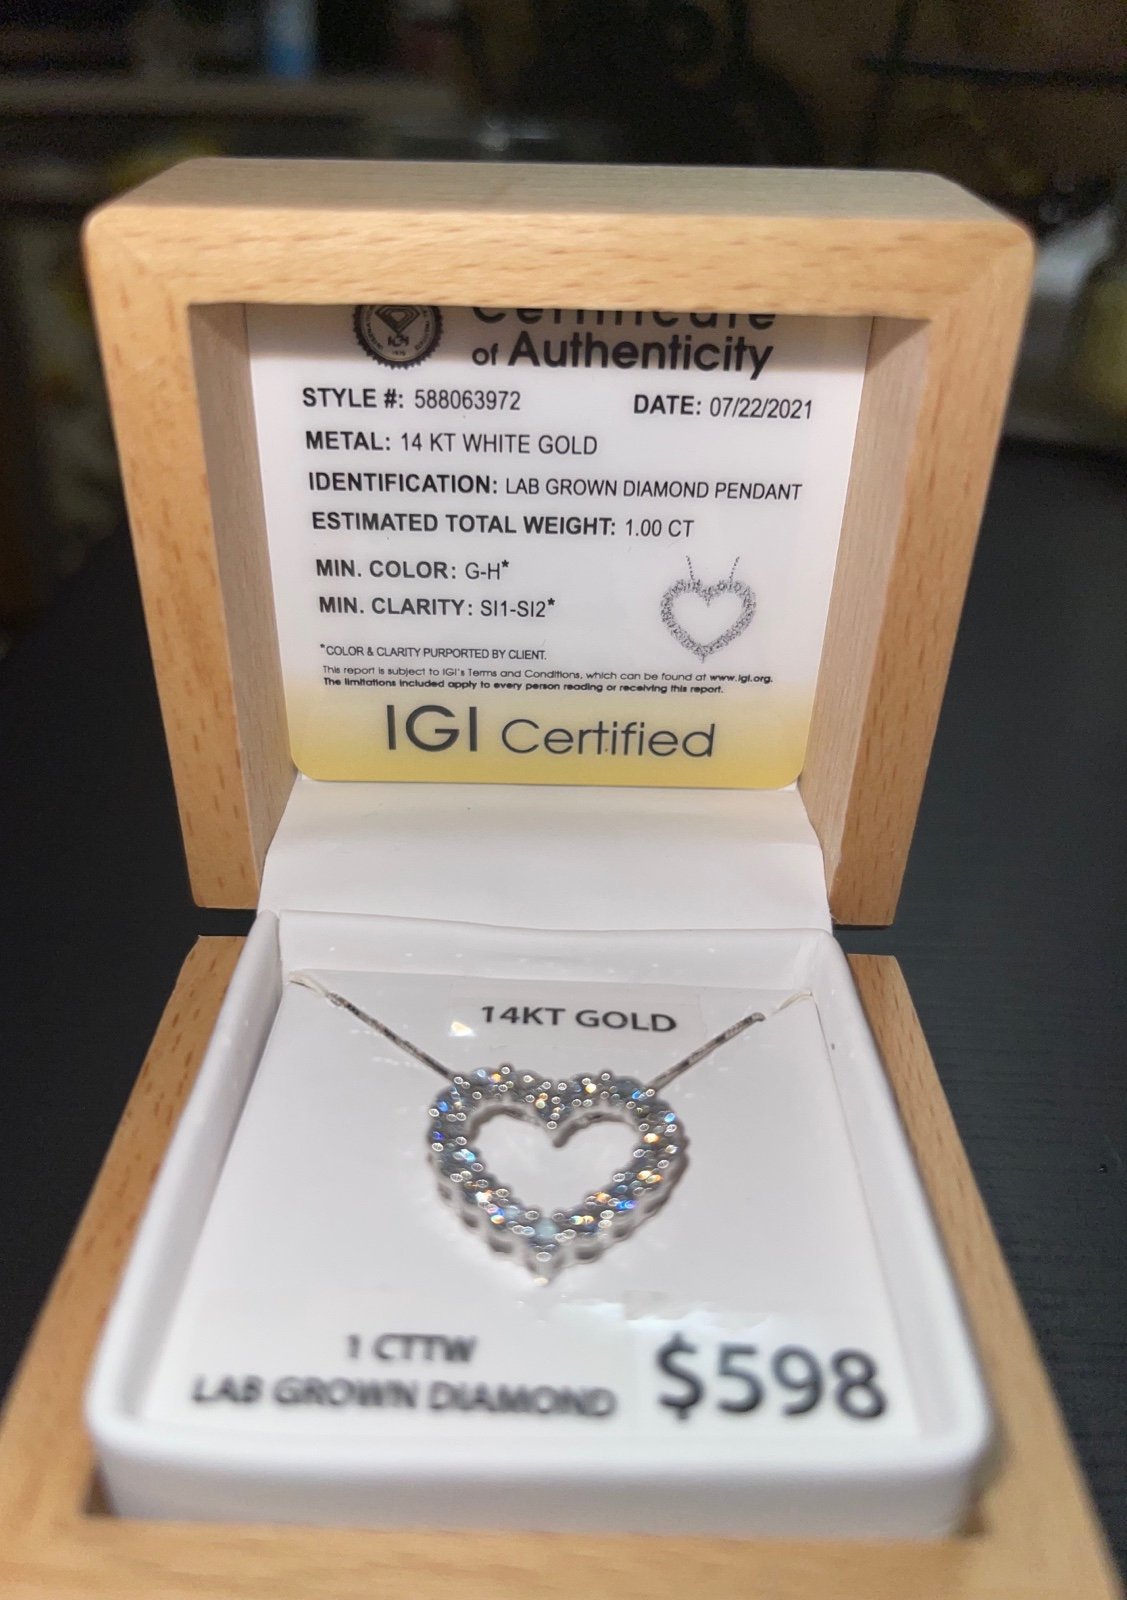 IGI
1975
Certificate
of Authenticity
STYLE #: 588063972 DATE: 07/22/2021
METAL: 14 KT WHITE GOLD
IDENTIFICATION: LAB GROWN DIAMOND PENDANT
ESTIMATED TOTAL WEIGHT: 1.00 CT
MIN. COLOR: G-H*
MIN. CLARITY: SI1-SI2*
*COLOR & CLARITY PURPORTED BY CLIENT.
This report is subject to IGI's Terms and Conditions, which can be found at www.igi.org.
The limitations included apply to every person reading or receiving this report.
IGI Certified
14KT GOLD
1 CTTW
LAB GROWN DIAMOND
$598